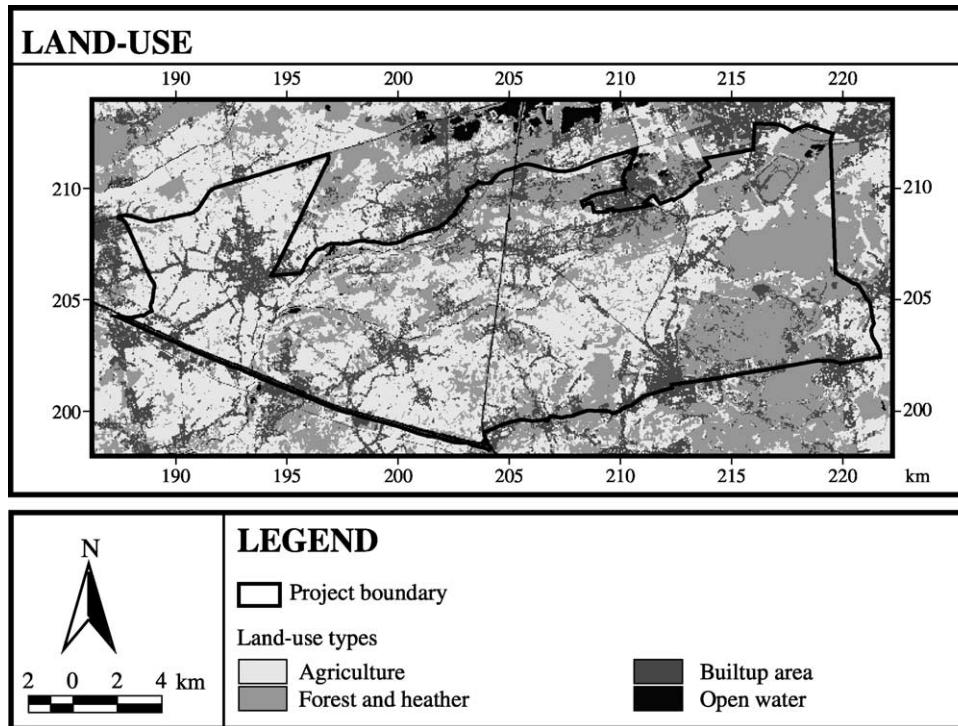 LAND-USE
190 195 200 205 210 215 220
210 210
205 205
200 200
190 195 200 205 210 215 220 km
N
2 0 2 4 km
LEGEND
Project boundary
Land-use types
Agriculture
Forest and heather
Builtup area
Open water